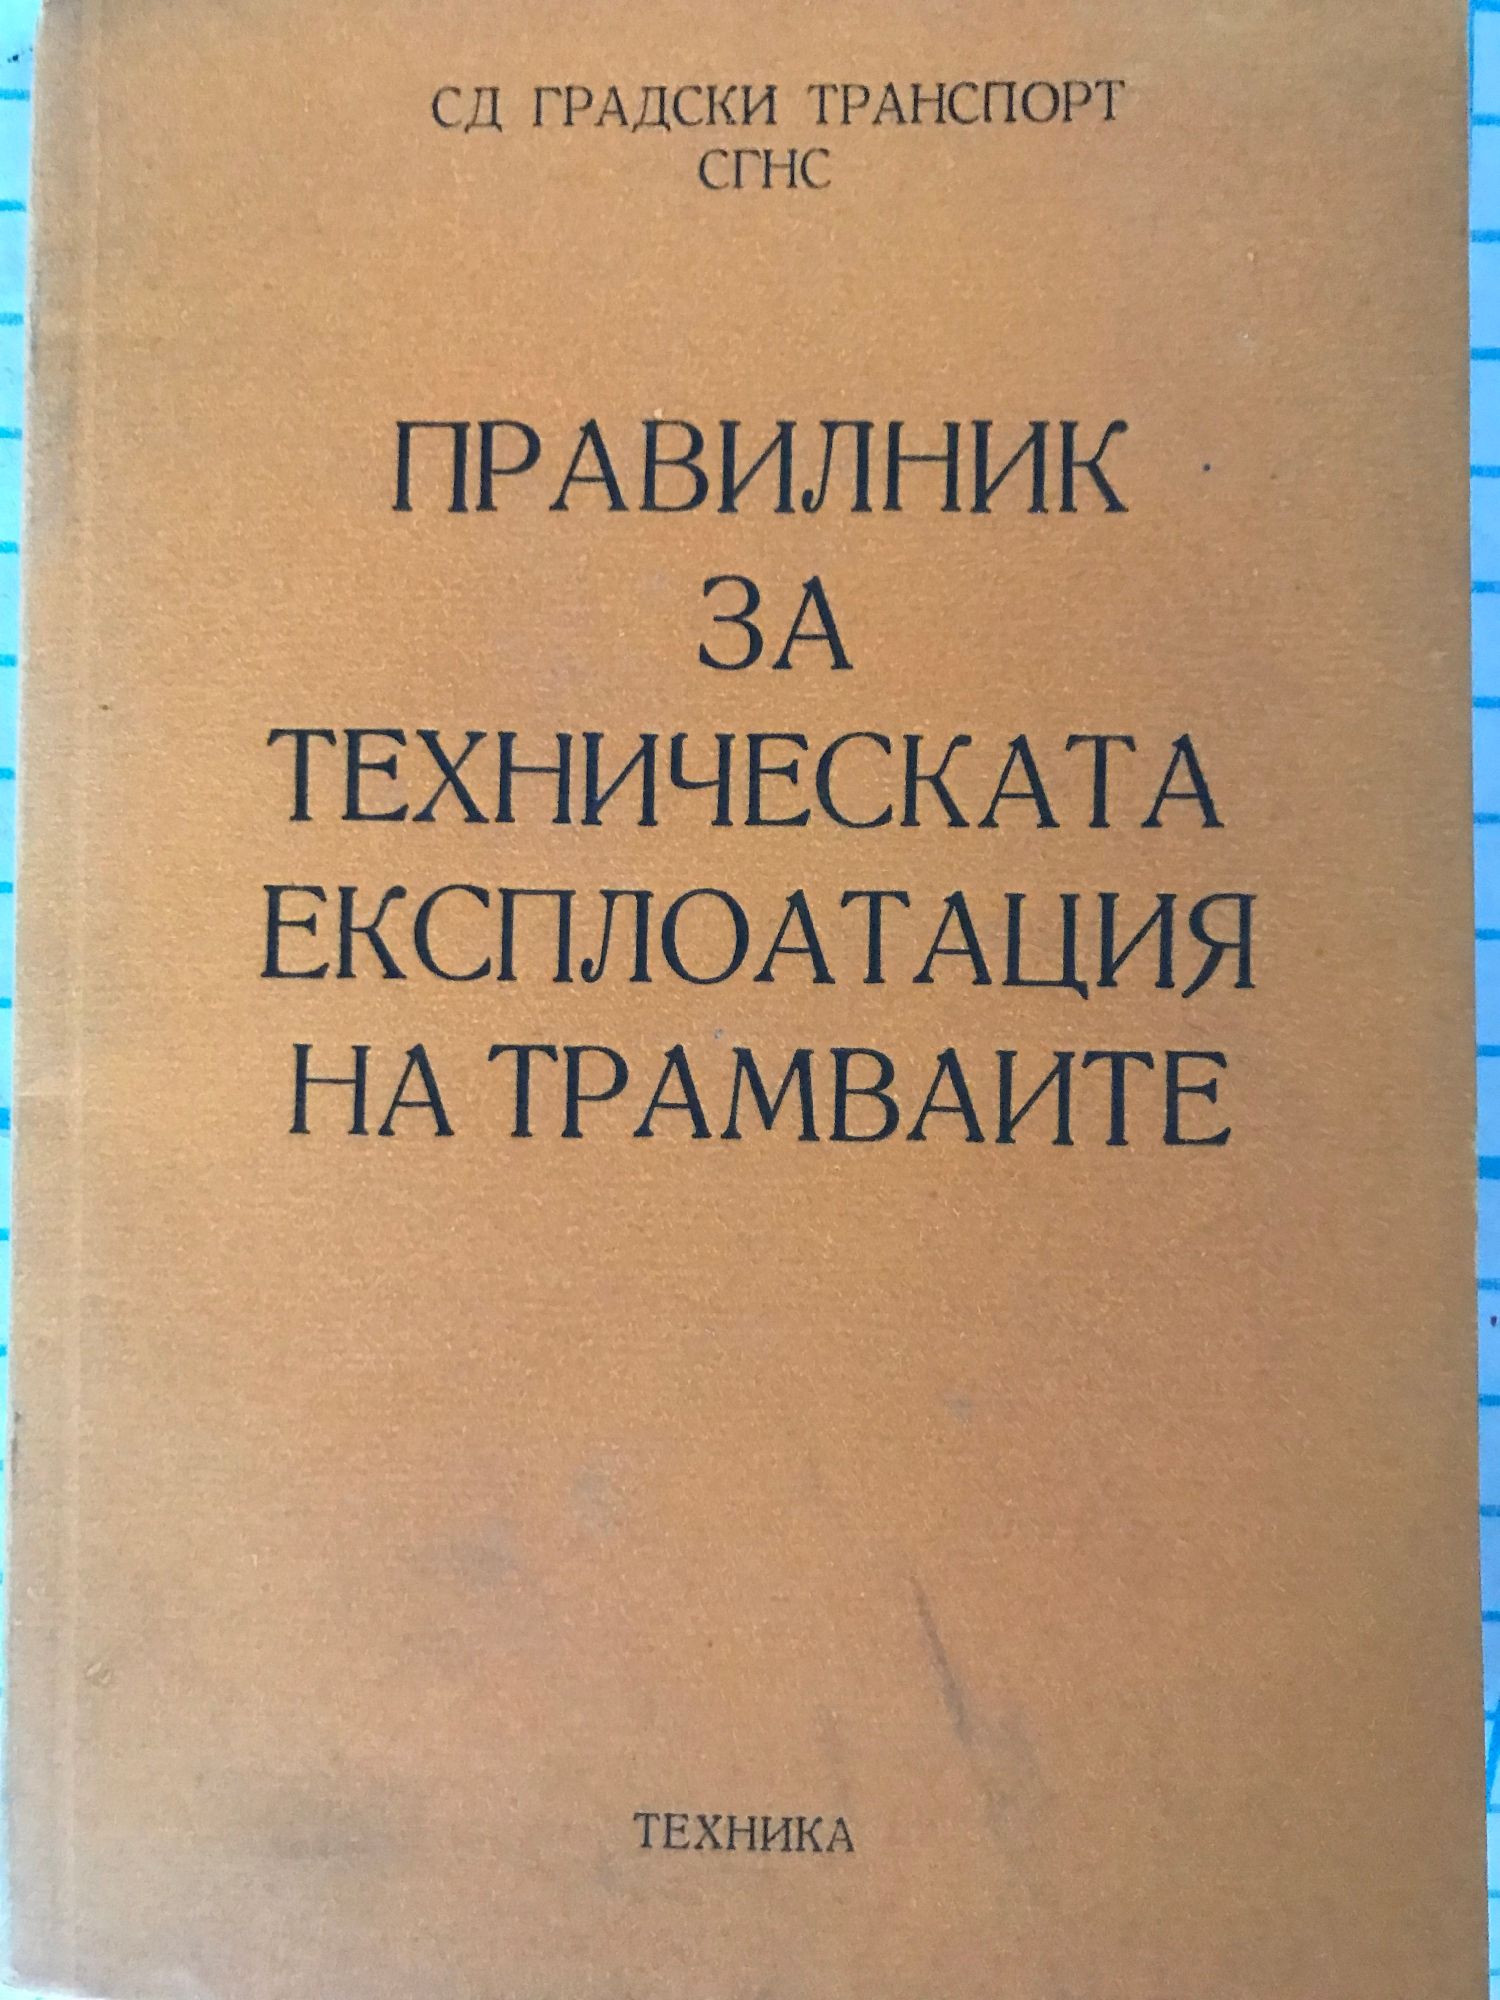 СД ГРАДСКИ ТРАНСПОРТ
СГНС
ПРАВИЛНИК
ЗА
ТЕХНИЧЕСКАТА
ЕКСПЛОАТАЦИЯ
НА ТРАМВАИТЕ
ТЕХНИКА